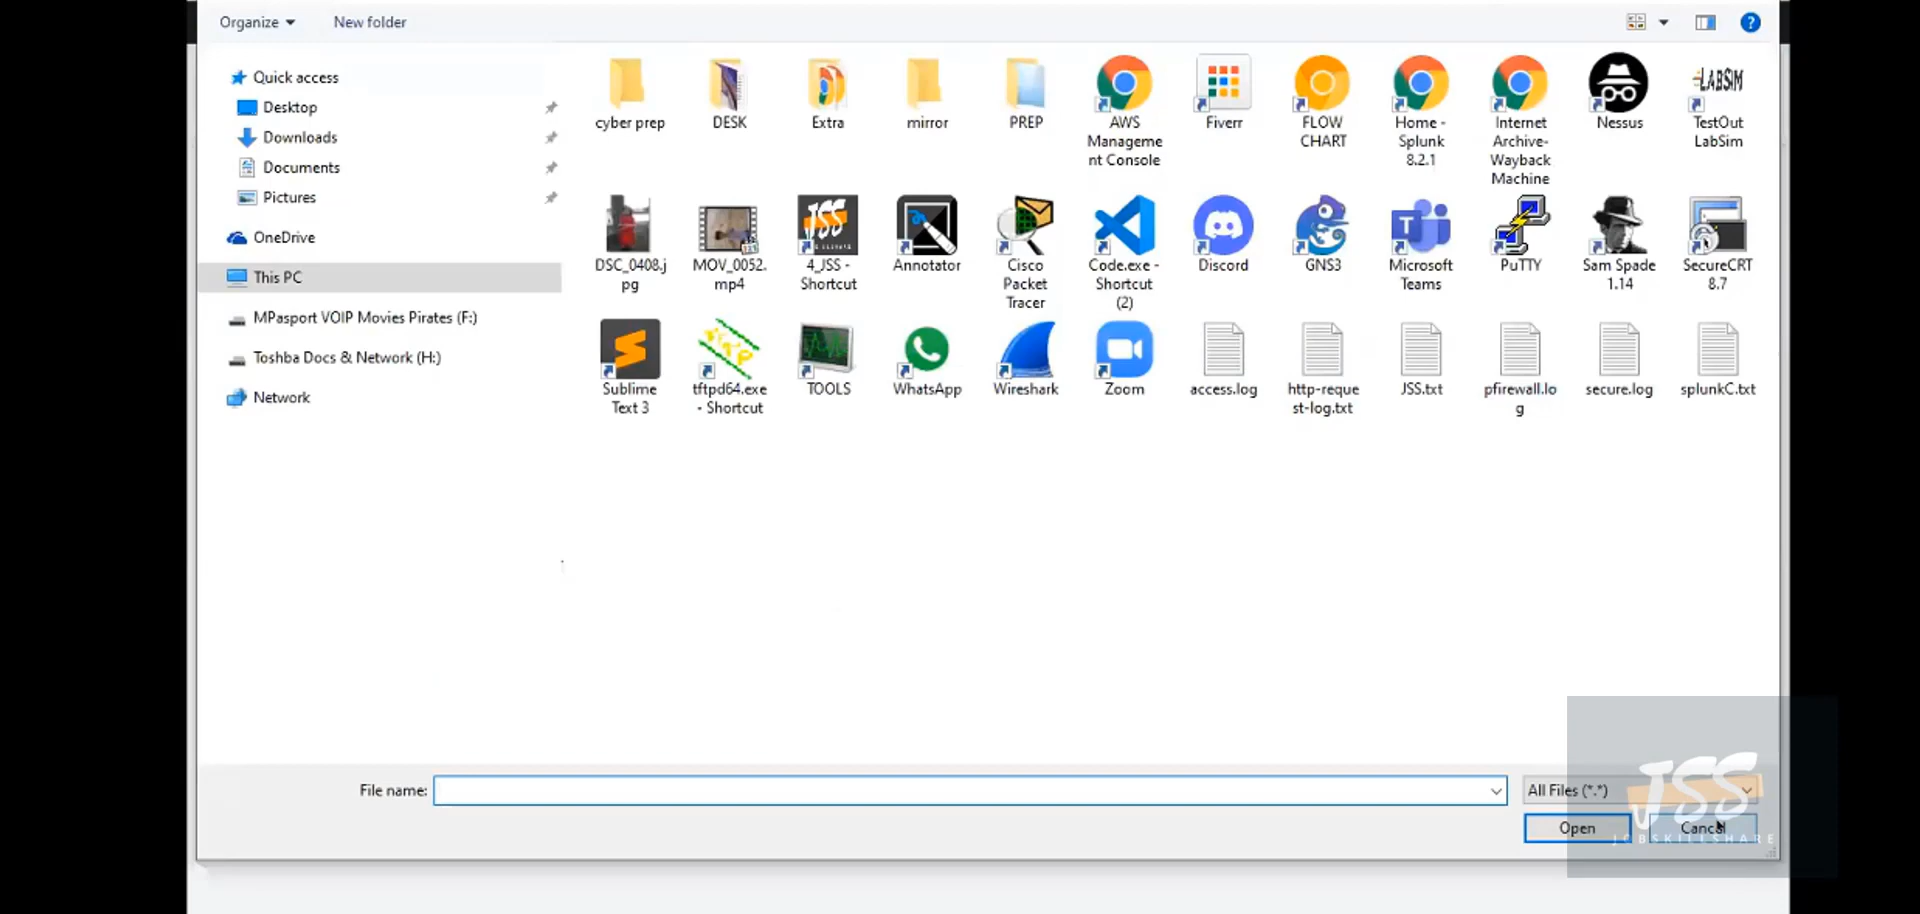 Organize
New folder
?
Quick access
Desktop
Downloads
Documents
Pictures
OneDrive
This PC
MPasport VOIP Movies Pirates (F:)
Toshba Docs & Network (H:)
Network
cyber prep
DESK
Extra
mirror
PREP
AWS
Manageme
nt Console
Fiverr
FLOW
CHART
Home -
Splunk
8.2.1
Internet
Archive-
Wayback
Machine
Nessus
LABSIM
TestOut
LabSim
DSC_0408.j
pg
MOV_0052.
mp4
JSS
4_JSS -
Shortcut
Annotator
Cisco
Packet
Tracer
Code.exe -
Shortcut
(2)
Discord
GNS3
Microsoft
Teams
PuTTY
Sam Spade
1.14
SecureCRT
8.7
Sublime
Text 3
tftpd64.exe
- Shortcut
TOOLS
WhatsApp
Wireshark
Zoom
access.log
http-reque
st-log.txt
JSS.txt
pfirewall.lo
g
secure.log
splunkC.txt
File name:
All Files (*.*)
Open
Cancel
JSS
JOBSKILLSHARE